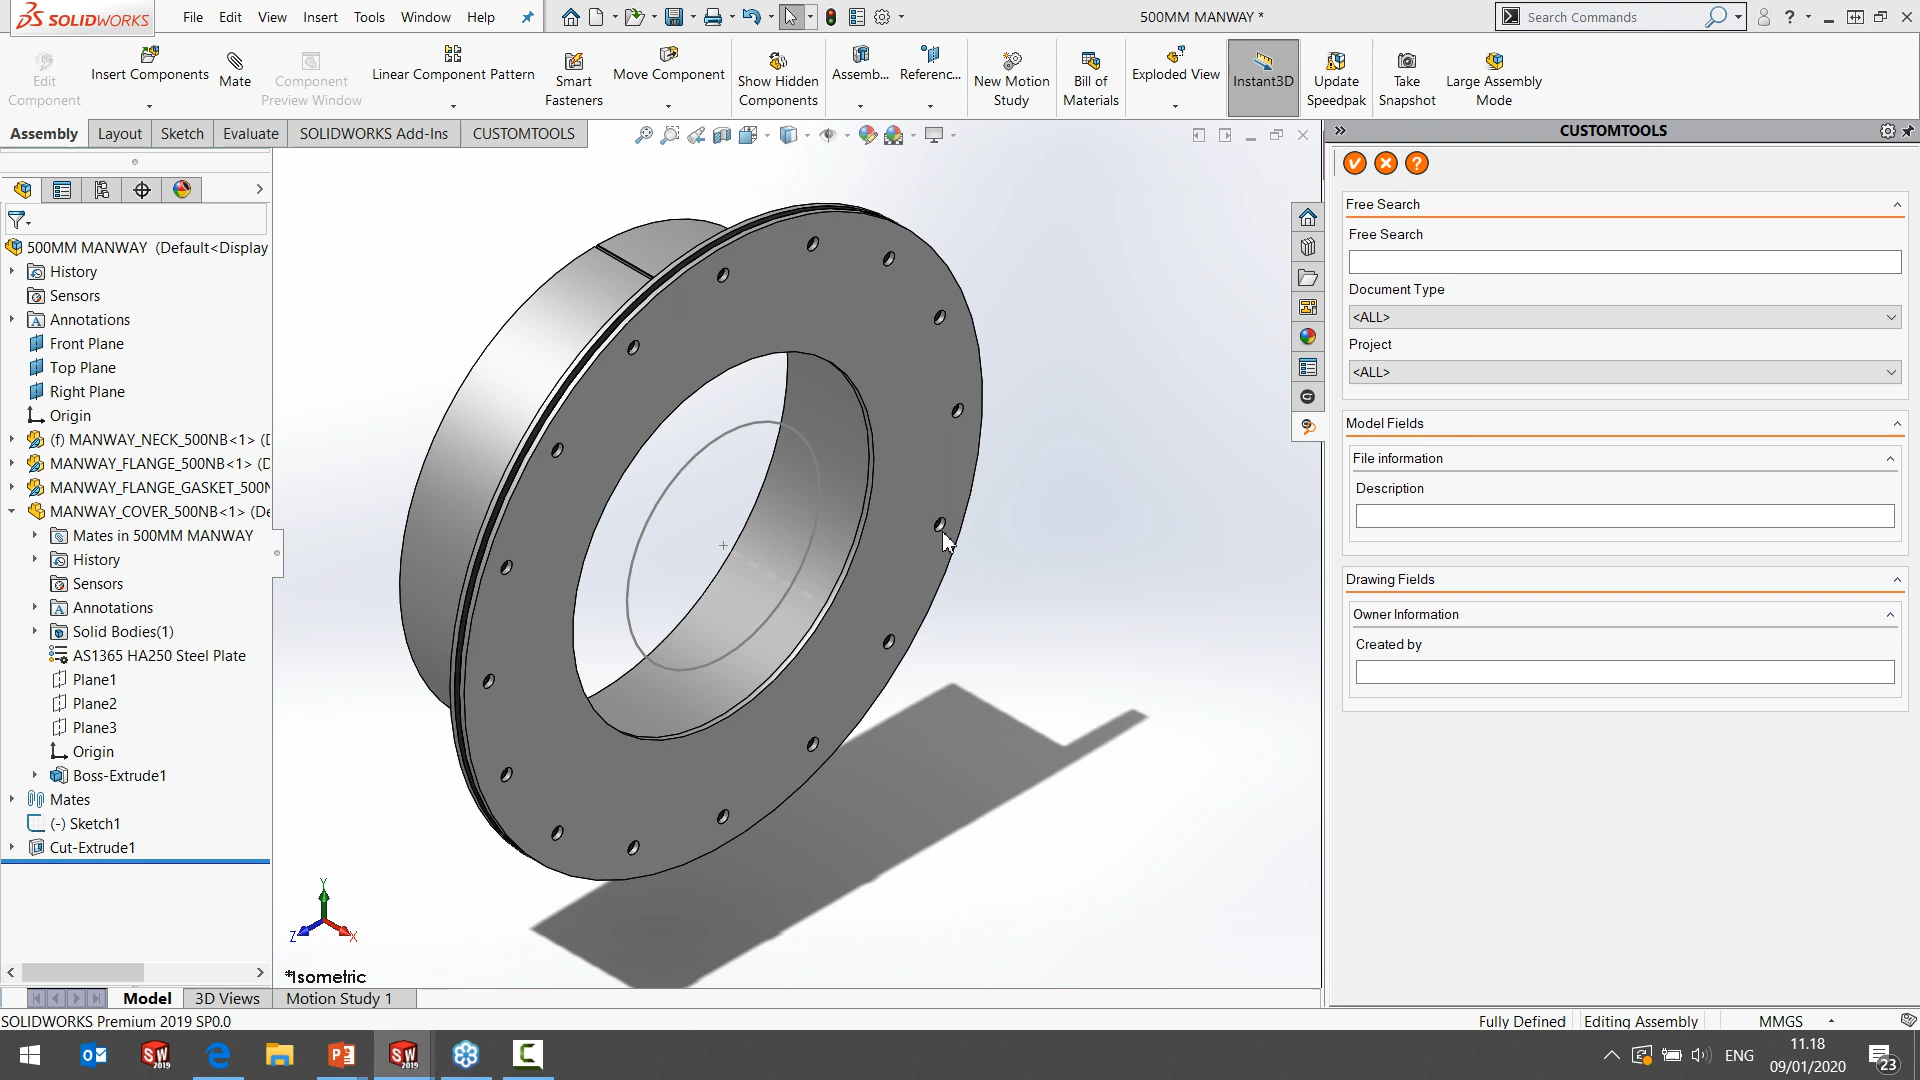 SOLIDWORKS
File Edit View Insert Tools Window Help
500MM MANWAY *
Search Commands
Edit Component
Insert Components
Mate
Component Preview Window
Linear Component Pattern
Smart Fasteners
Move Component
Show Hidden Components
Assemb...
Referenc...
New Motion Study
Bill of Materials
Exploded View
Instant3D
Update Speedpak
Take Snapshot
Large Assembly Mode
Assembly Layout Sketch Evaluate SOLIDWORKS Add-Ins CUSTOMTOOLS
500MM MANWAY (Default<Display
History
Sensors
Annotations
Front Plane
Top Plane
Right Plane
Origin
(f) MANWAY_NECK_500NB<1> (D
MANWAY_FLANGE_500NB<1> (D
MANWAY_FLANGE_GASKET_500N
MANWAY_COVER_500NB<1> (De
Mates in 500MM MANWAY
History
Sensors
Annotations
Solid Bodies(1)
AS1365 HA250 Steel Plate
Plane1
Plane2
Plane3
Origin
Boss-Extrude1
Mates
(-) Sketch1
Cut-Extrude1
Y
Z
X
*Isometric
CUSTOMTOOLS
Free Search
Free Search
Document Type
<ALL>
Project
<ALL>
Model Fields
File information
Description
Drawing Fields
Owner Information
Created by
Model 3D Views Motion Study 1
SOLIDWORKS Premium 2019 SP0.0
Fully Defined Editing Assembly MMGS
ENG
11.18
09/01/2020
23